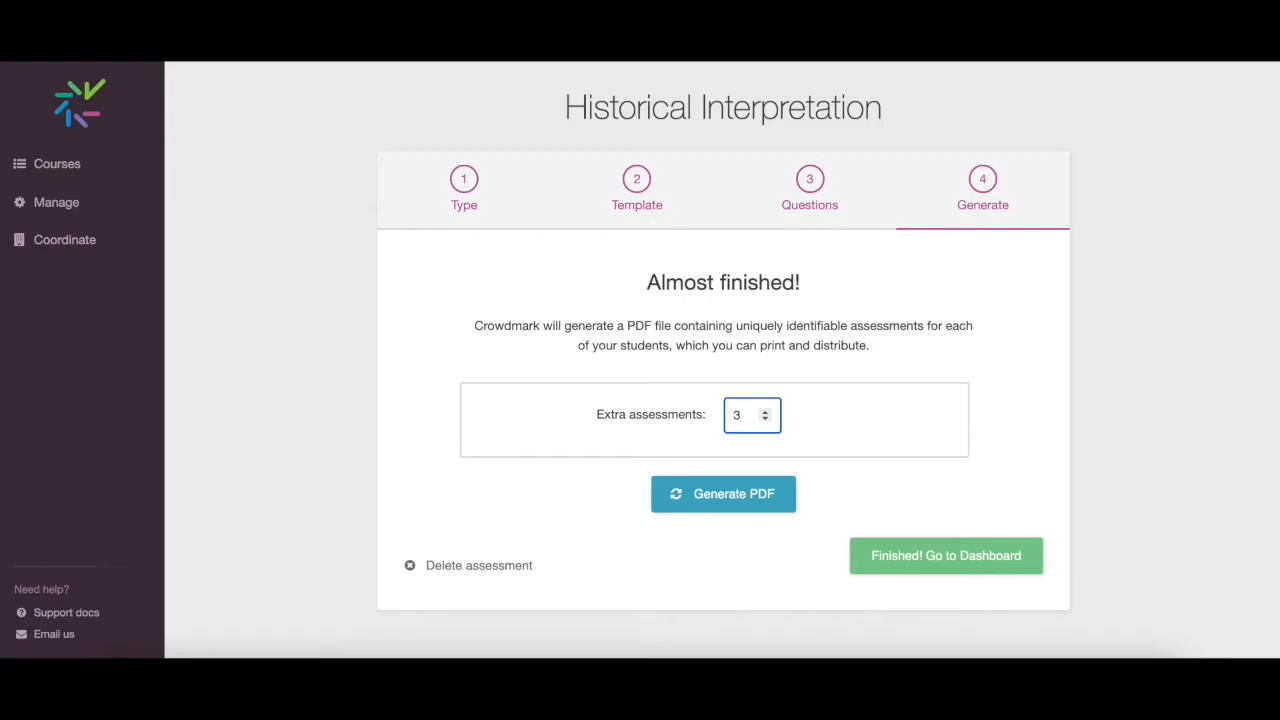 Historical Interpretation
Courses
Manage
Coordinate
Need help?
Support docs
Email us
1
Type
2
Template
3
Questions
4
Generate
Almost finished!
Crowdmark will generate a PDF file containing uniquely identifiable assessments for each
of your students, which you can print and distribute.
Extra assessments: 3
Generate PDF
Delete assessment
Finished! Go to Dashboard